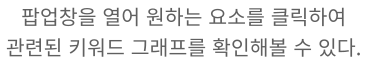 팝업창을 열어 원하는 요소를 클릭하여
관련된 키워드 그래프를 확인해볼 수 있다.